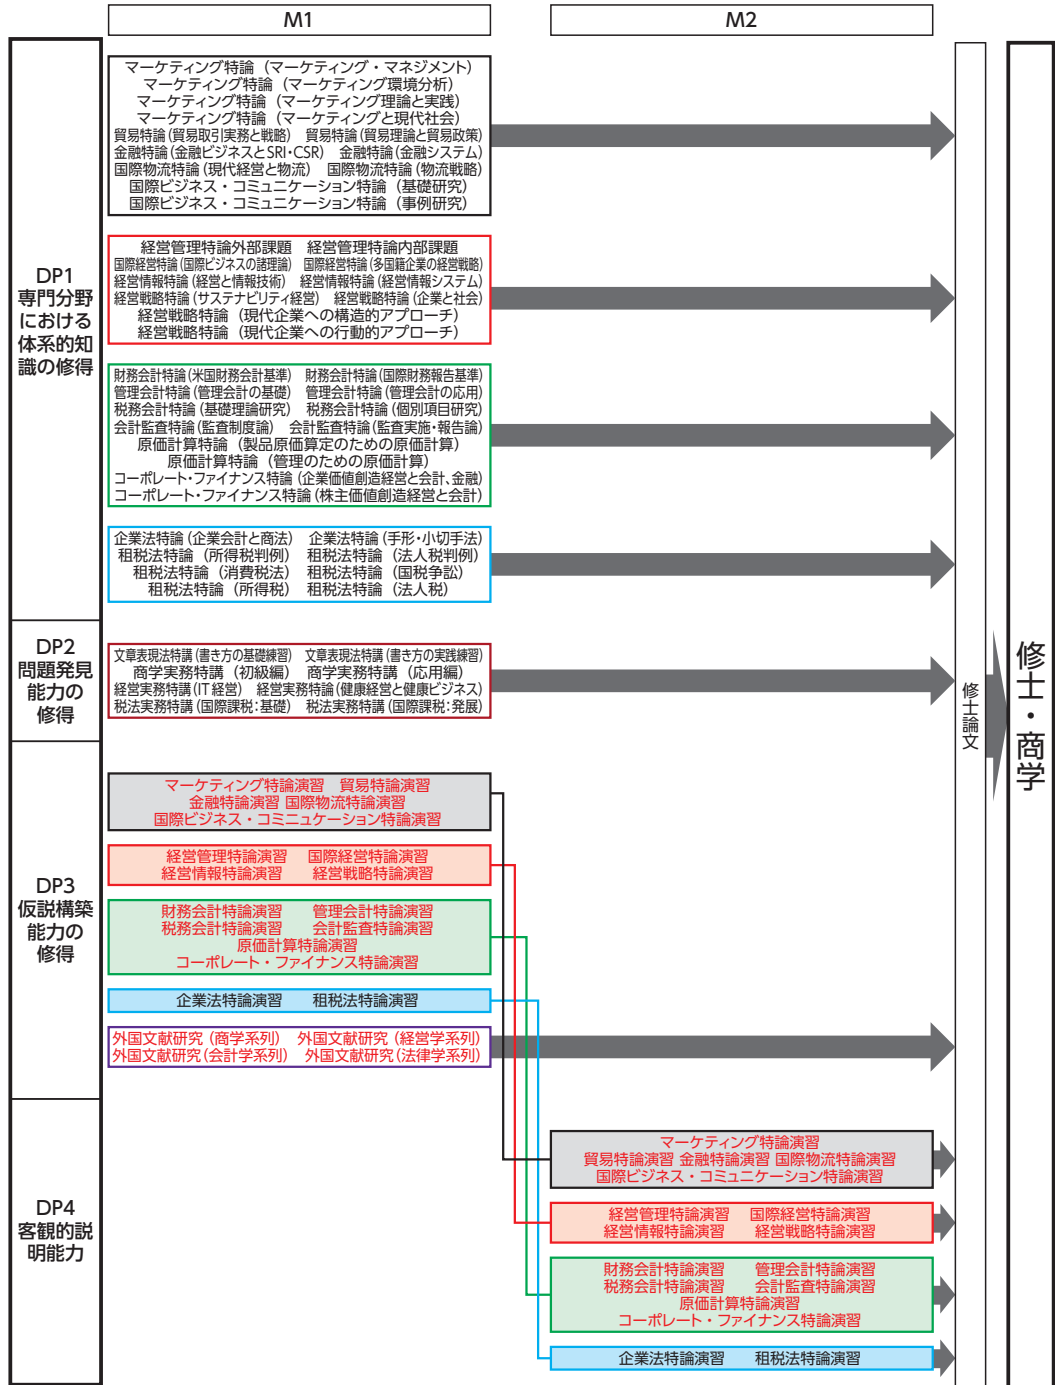 M1
M2
DP1
専門分野
における
体系的知
識の修得
マーケティング特論（マーケティング・マネジメント）
マーケティング特論（マーケティング環境分析）
マーケティング特論（マーケティング理論と実践）
マーケティング特論（マーケティングと現代社会）
貿易特論（貿易取引実務と戦略）　貿易特論（貿易理論と貿易政策）
金融特論（金融ビジネスとSRI・CSR）　金融特論（金融システム）
国際物流特論（現代経営と物流）　国際物流特論（物流戦略）
国際ビジネス・コミュニケーション特論（基礎研究）
国際ビジネス・コミュニケーション特論（事例研究）
経営管理特論外部課題　経営管理特論内部課題
国際経営特論（国際ビジネスの諸理論）　国際経営特論（多国籍企業の経営戦略）
経営情報特論（経営と情報技術）　経営情報特論（経営情報システム）
経営戦略特論（サステナビリティ経営）　経営戦略特論（企業と社会）
経営戦略特論（現代企業への構造的アプローチ）
経営戦略特論（現代企業への行動的アプローチ）
財務会計特論（米国財務会計基準）　財務会計特論（国際財務報告基準）
管理会計特論（管理会計の基礎）　管理会計特論（管理会計の応用）
税務会計特論（基礎理論研究）　税務会計特論（個別項目研究）
会計監査特論（監査制度論）　会計監査特論（監査実施・報告論）
原価計算特論（製品原価算定のための原価計算）
原価計算特論（管理のための原価計算）
コーポレート・ファイナンス特論（企業価値創造経営と会計、金融）
コーポレート・ファイナンス特論（株主価値創造経営と会計）
企業法特論（企業会計と商法）　企業法特論（手形・小切手法）
租税法特論（所得税判例）　租税法特論（法人税判例）
租税法特論（消費税法）　租税法特論（国税争訟）
租税法特論（所得税）　租税法特論（法人税）
DP2
問題発見
能力の
修得
文章表現法特講（書き方の基礎練習）　文章表現法特講（書き方の実践練習）
商学実務特講（初級編）　商学実務特講（応用編）
経営実務特講（IT経営）　経営実務特論（健康経営と健康ビジネス）
税法実務特講（国際課税：基礎）　税法実務特講（国際課税：発展）
DP3
仮説構築
能力の
修得
マーケティング特論演習　貿易特論演習
金融特論演習 国際物流特論演習
国際ビジネス・コミニュケーション特論演習
経営管理特論演習　国際経営特論演習
経営情報特論演習　経営戦略特論演習
財務会計特論演習　管理会計特論演習
税務会計特論演習　会計監査特論演習
原価計算特論演習
コーポレート・ファイナンス特論演習
企業法特論演習　租税法特論演習
外国文献研究（商学系列）　外国文献研究（経営学系列）
外国文献研究（会計学系列）　外国文献研究（法律学系列）
DP4
客観的説
明能力
マーケティング特論演習
貿易特論演習 金融特論演習 国際物流特論演習
国際ビジネス・コミュニケーション特論演習
経営管理特論演習　国際経営特論演習
経営情報特論演習　経営戦略特論演習
財務会計特論演習　管理会計特論演習
税務会計特論演習　会計監査特論演習
原価計算特論演習
コーポレート・ファイナンス特論演習
企業法特論演習　租税法特論演習
修士論文
修士・商学